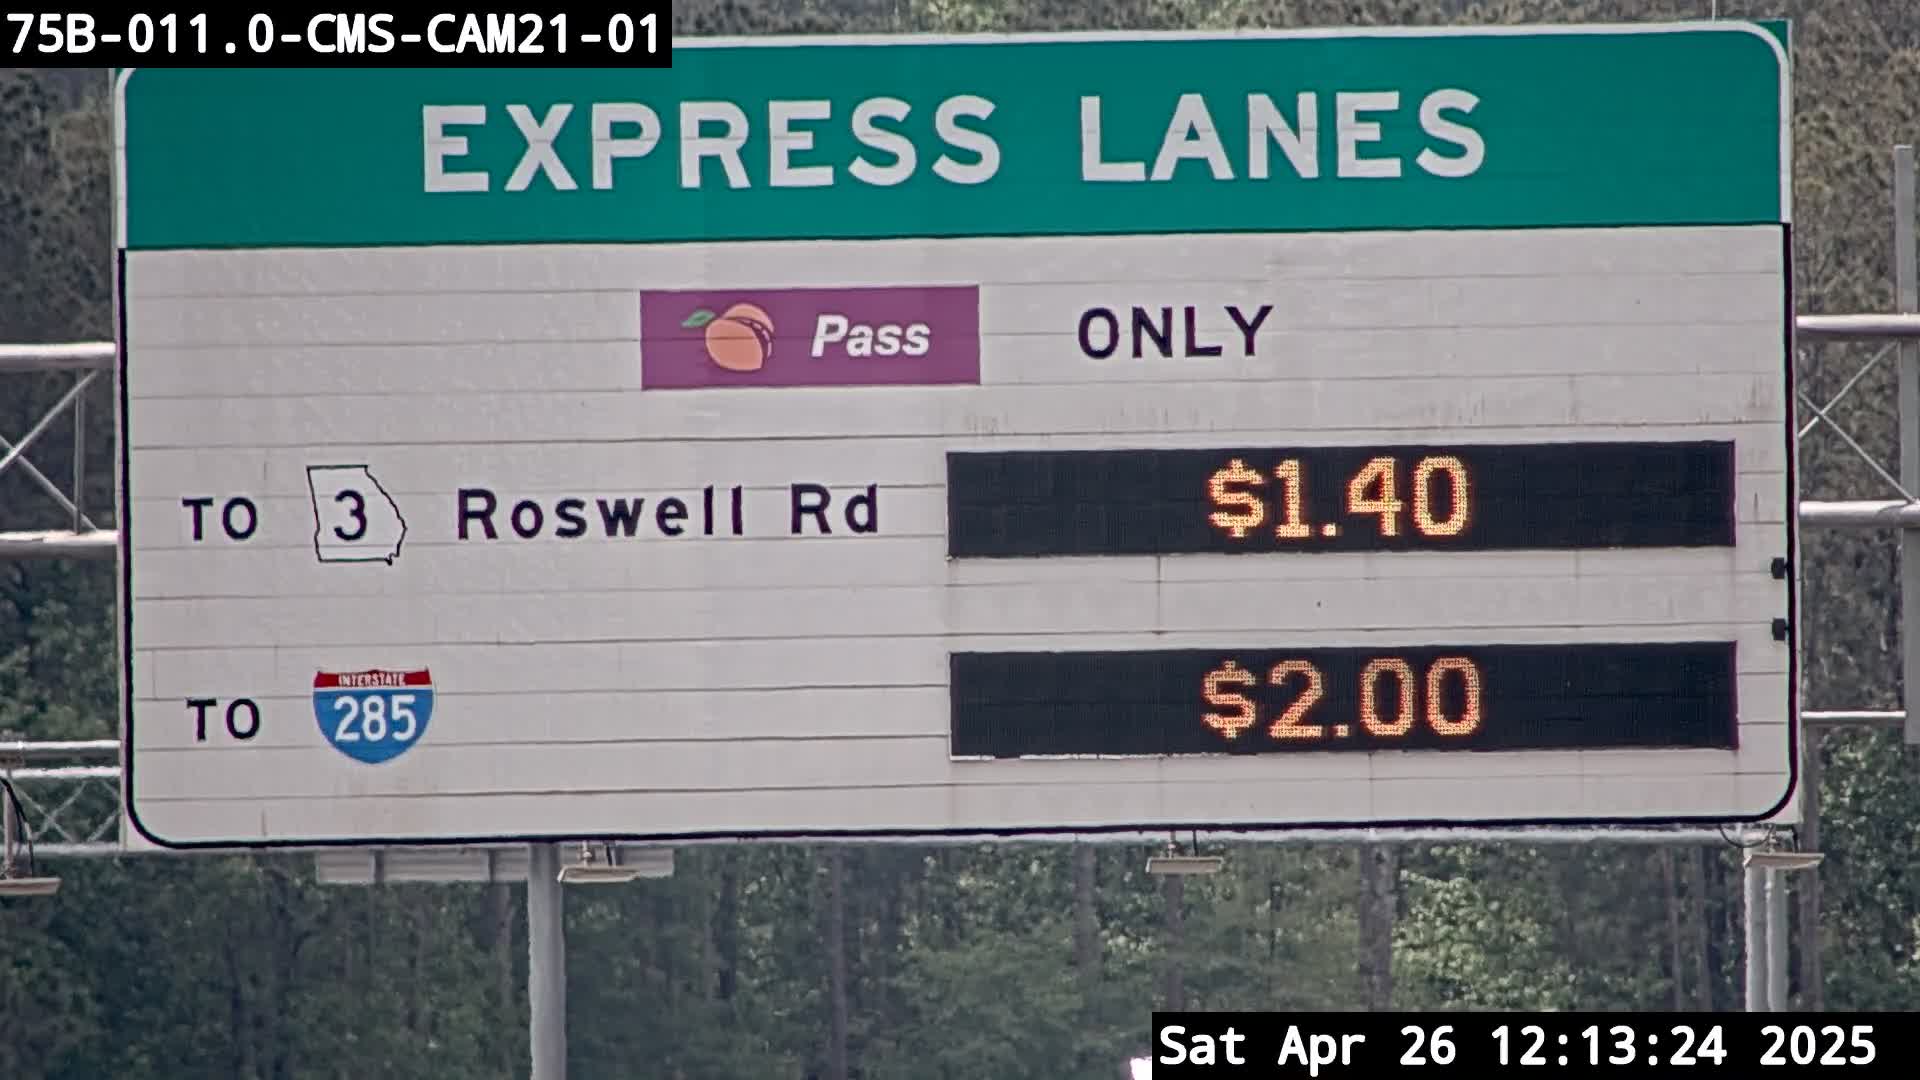 75B-011.0-CMS-CAM21-01
EXPRESS LANES
Pass ONLY
TO 3 Roswell Rd $1.40
TO INTERSTATE 285 $2.00
Sat Apr 26 12:13:24 2025